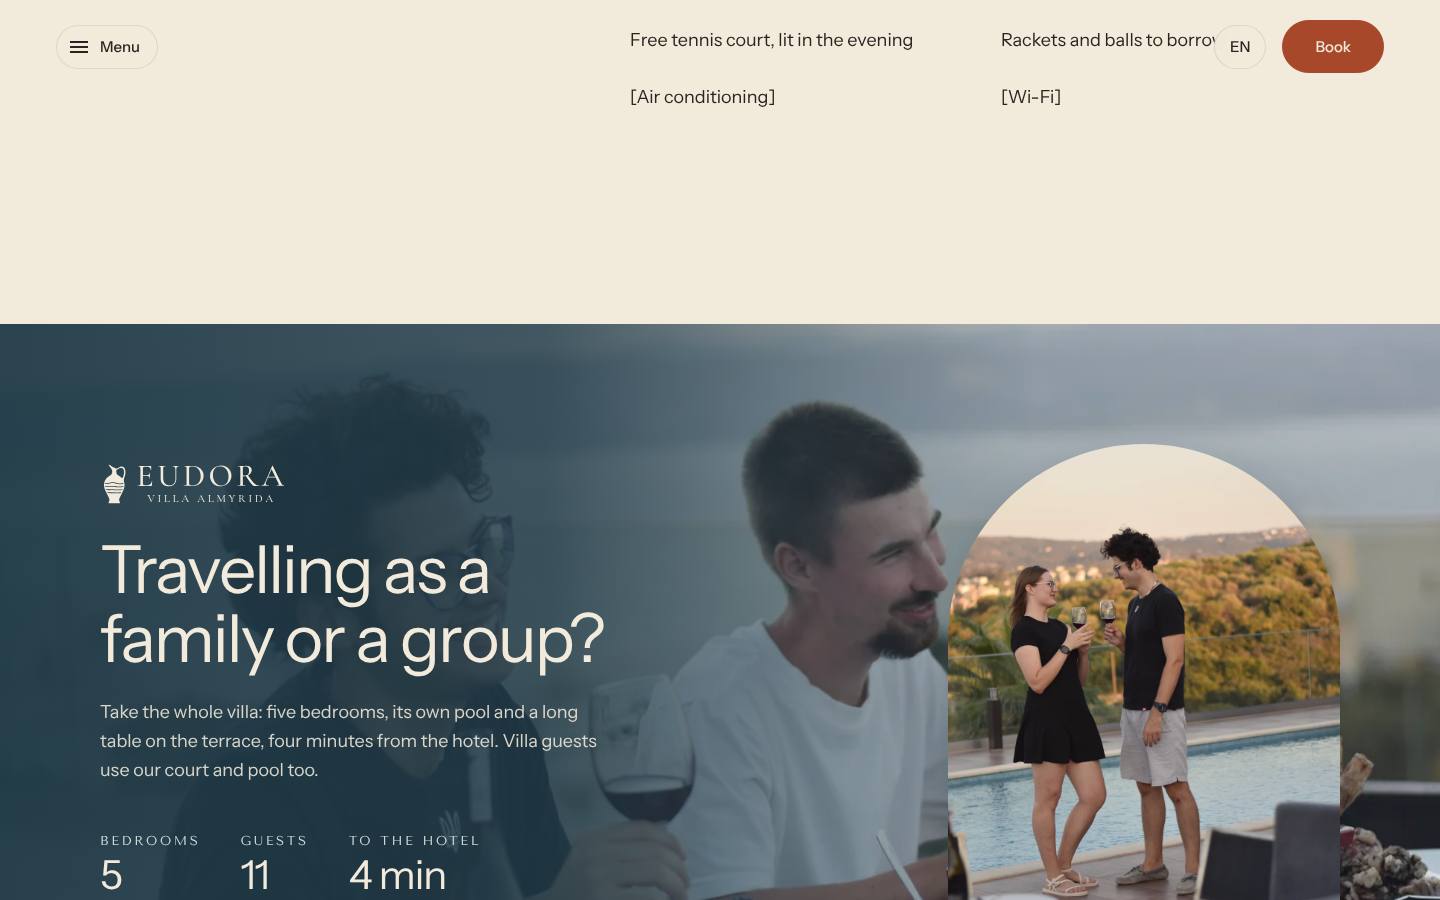 Menu
Free tennis court, lit in the evening
Rackets and balls to borrow
EN
Book
[Air conditioning]
[Wi-Fi]
EUDORA
VILLA ALMYRIDA
Travelling as a
family or a group?
Take the whole villa: five bedrooms, its own pool and a long
table on the terrace, four minutes from the hotel. Villa guests
use our court and pool too.
BEDROOMS
GUESTS
TO THE HOTEL
5
11
4 min